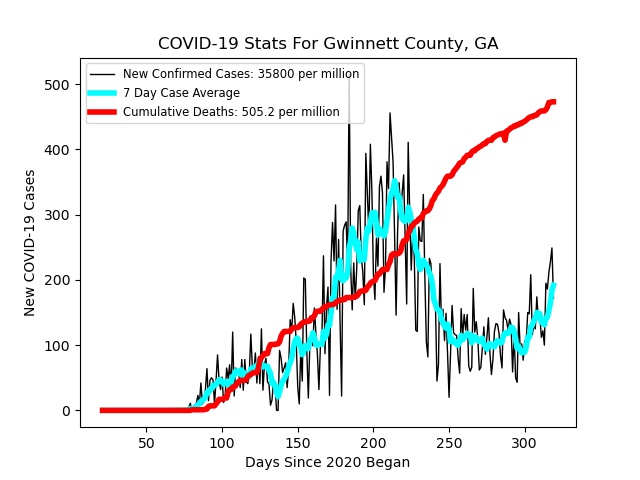 COVID-19 Stats For Gwinnett County, GA
New Confirmed Cases: 35800 per million
7 Day Case Average
Cumulative Deaths: 505.2 per million
New COVID-19 Cases
500
400
300
200
100
0
50 100 150 200 250 300
Days Since 2020 Began